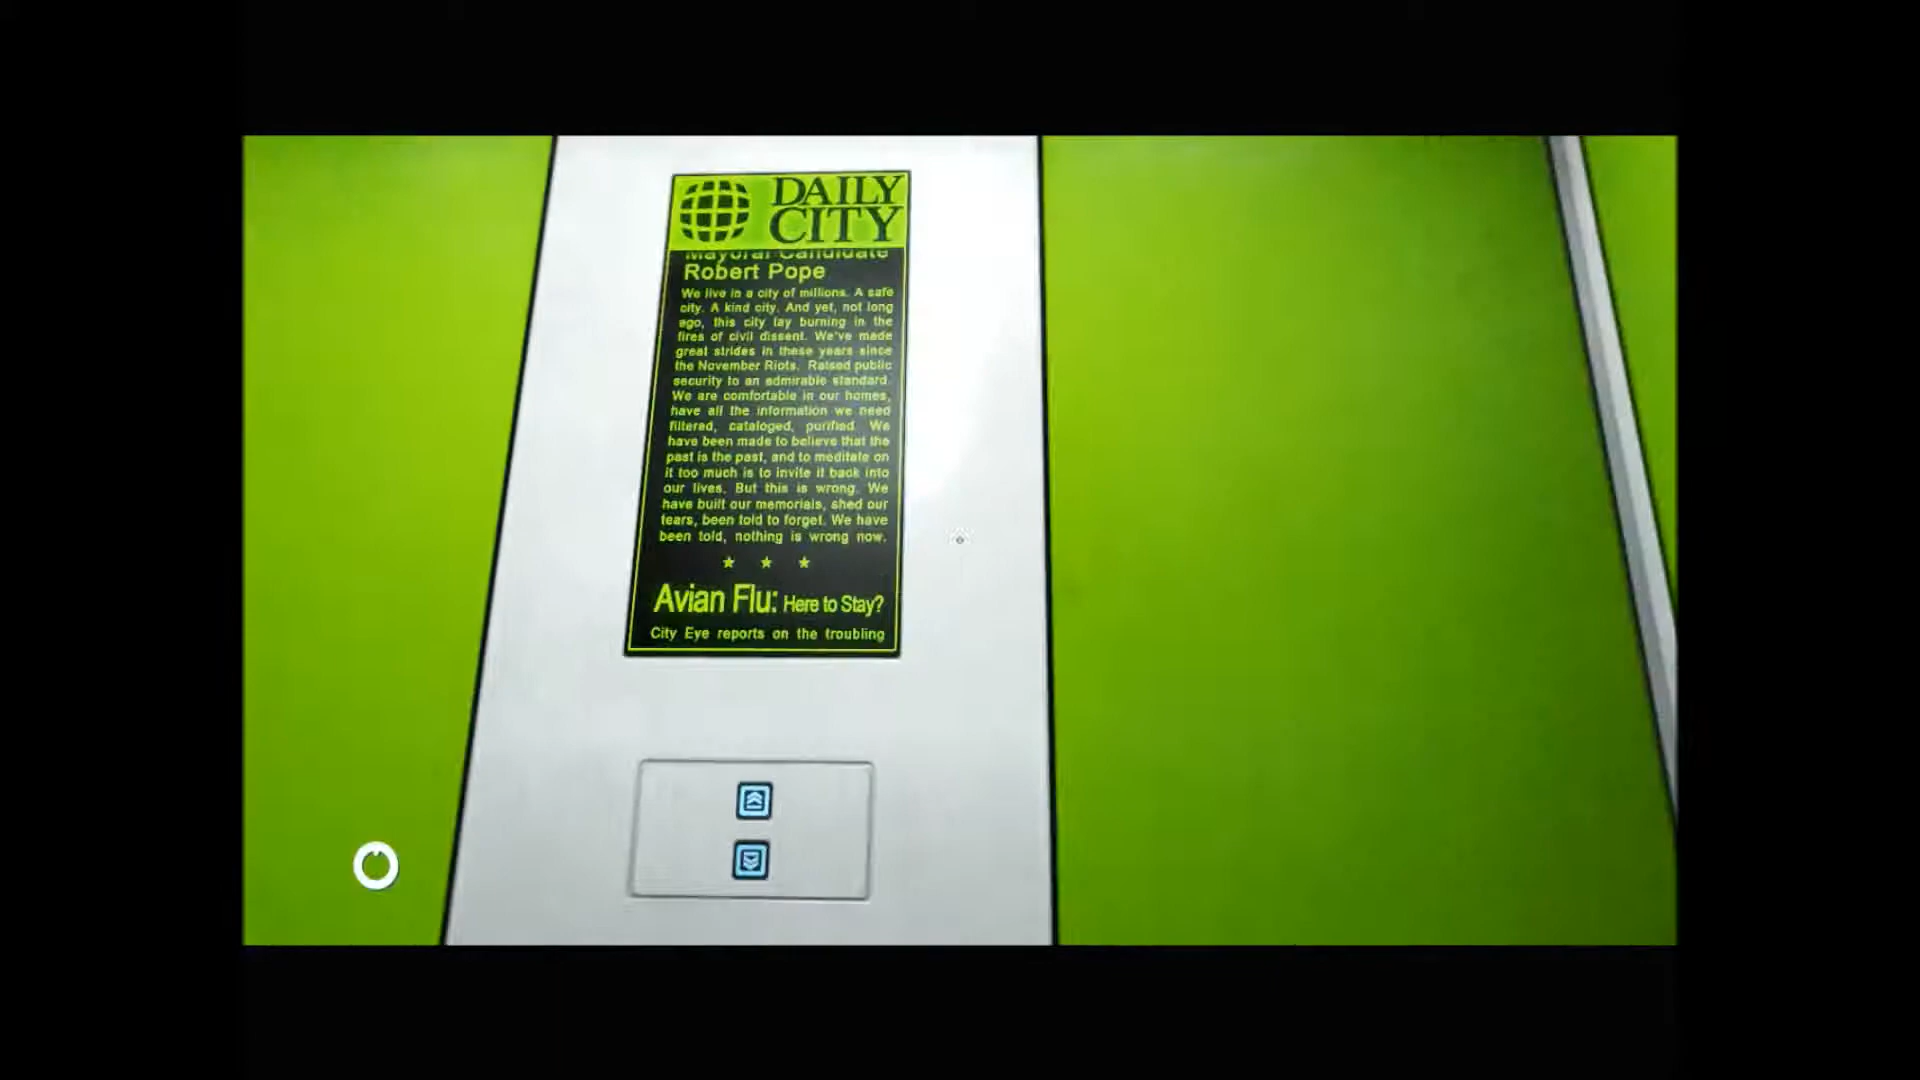 DAILY
CITY
Mayoral Candidate
Robert Pope
We live in a city of millions. A safe
city. A kind city. And yet, not long
ago, this city lay burning in the
fires of civil dissent. We've made
great strides in these years since
the November Riots. Raised public
security to an admirable standard.
We are comfortable in our homes,
have all the information we need
filtered, cataloged, purified. We
have been made to believe that the
past is the past, and to meditate on
it too much is to invite it back into
our lives. But this is wrong. We
have built our memorials, shed our
tears, been told to forget. We have
been told, nothing is wrong now.
Avian Flu: Here to Stay?
City Eye reports on the troubling